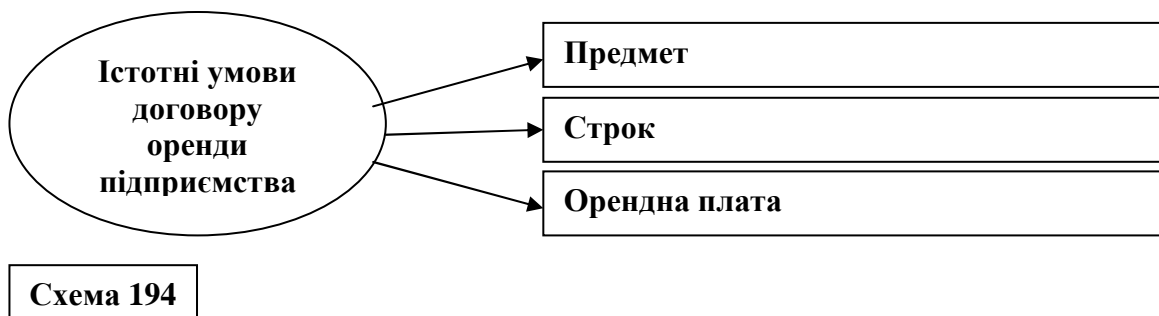 Істотні умови
договору
оренди
підприємства
Предмет
Строк
Орендна плата
Схема 194